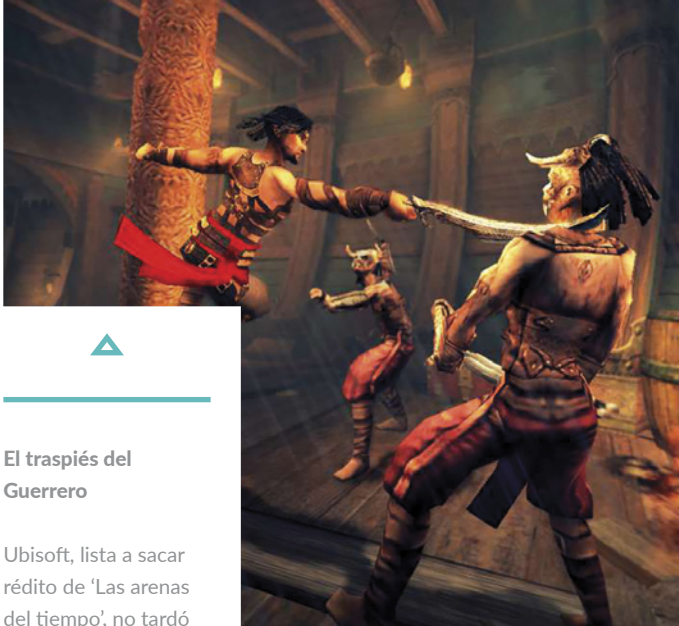 El traspiés del
Guerrero
Ubisoft, lista a sacar
rédito de ‘Las arenas
del tiempo’, no tardó